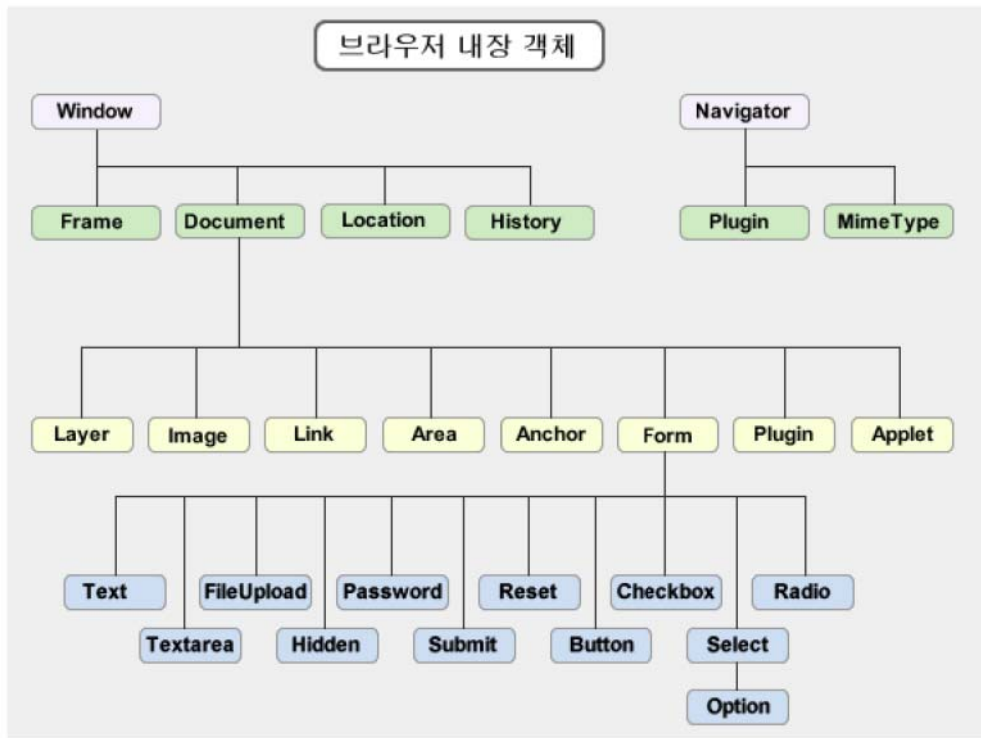 브라우저 내장 객체
Window Navigator
Frame Document Location History Plugin MimeType
Layer Image Link Area Anchor Form Plugin Applet
Text FileUpload Password Reset Checkbox Radio
Textarea Hidden Submit Button Select
Option